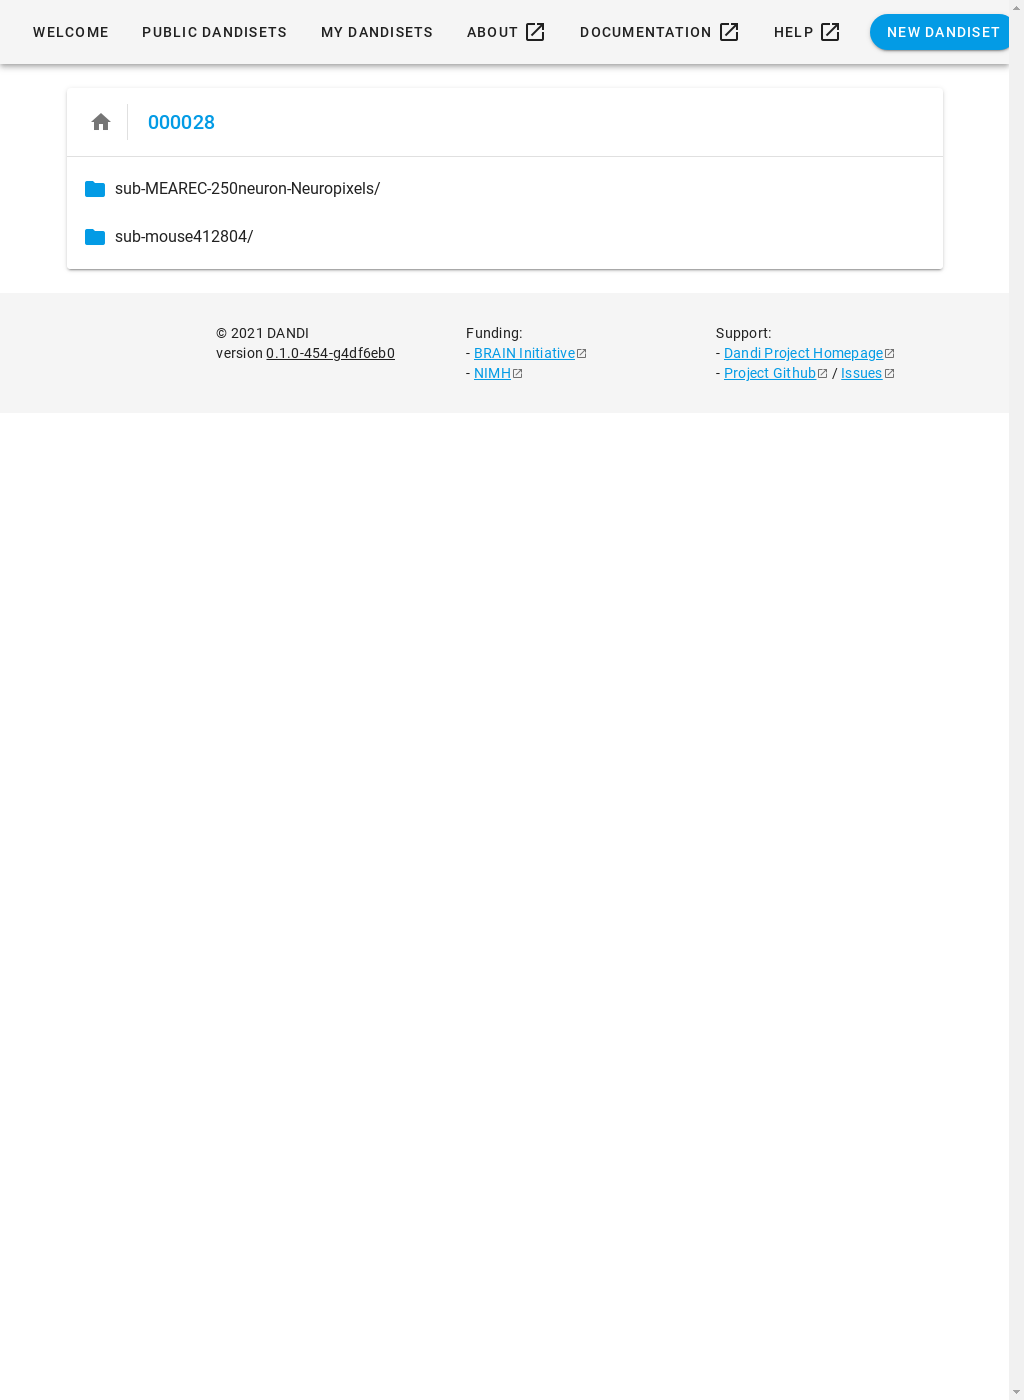 WELCOME PUBLIC DANDISETS MY DANDISETS ABOUT DOCUMENTATION HELP NEW DANDISET
000028
sub-MEAREC-250neuron-Neuropixels/
sub-mouse412804/
© 2021 DANDI
version 0.1.0-454-g4df6eb0
Funding:
- BRAIN Initiative
- NIMH
Support:
- Dandi Project Homepage
- Project Github / Issues